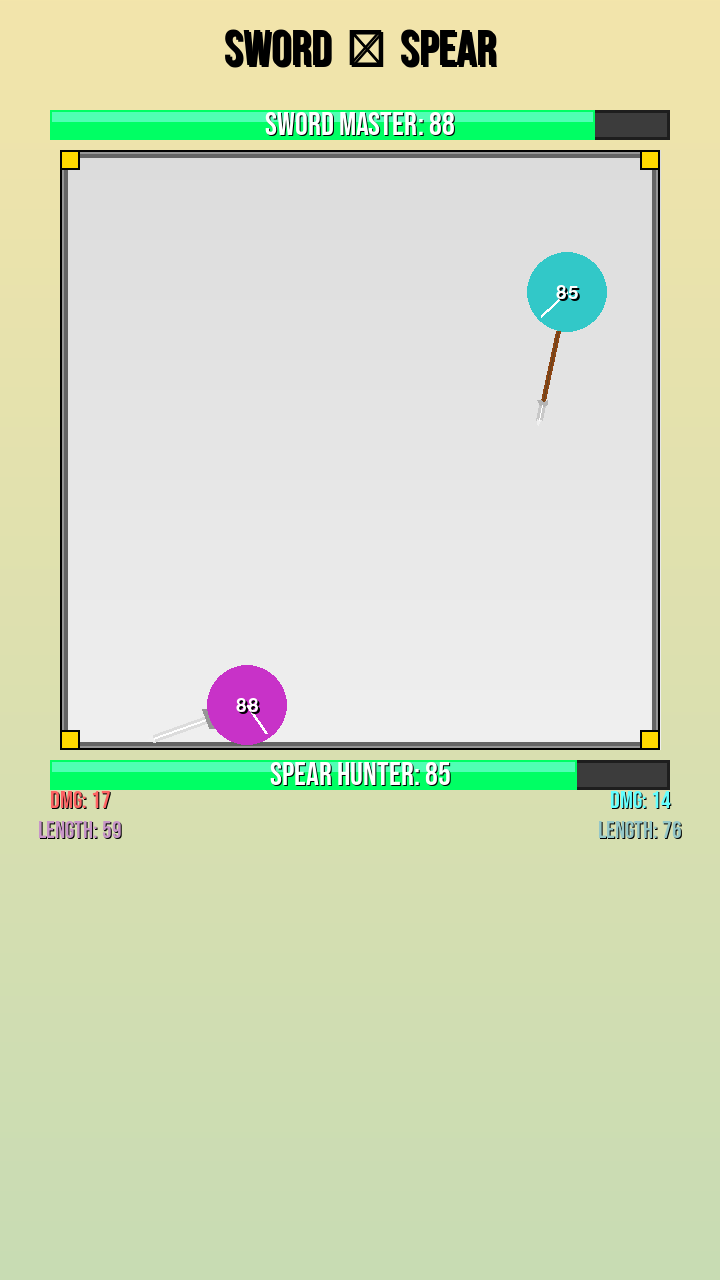 SWORD ⚔ SPEAR
SWORD MASTER: 88
85
88
SPEAR HUNTER: 85
DMG: 17
DMG: 14
LENGTH: 59
LENGTH: 76